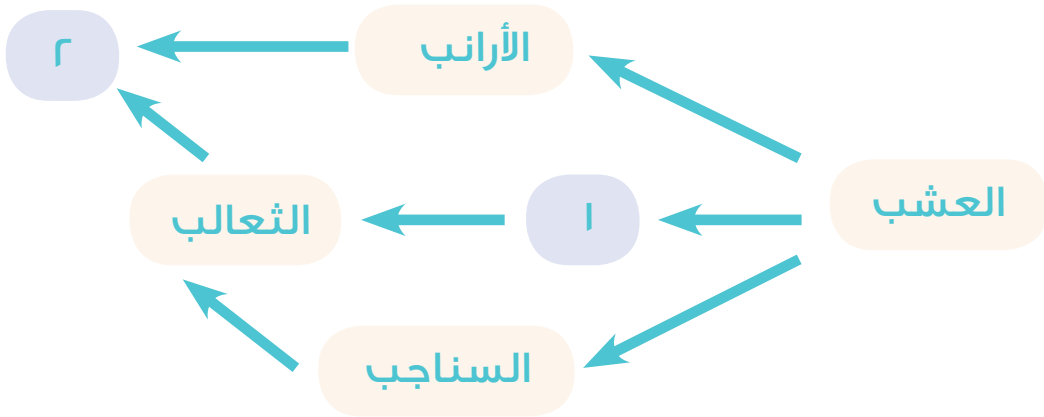 الأرانب
٢
العشب
١
الثعالب
السناجب